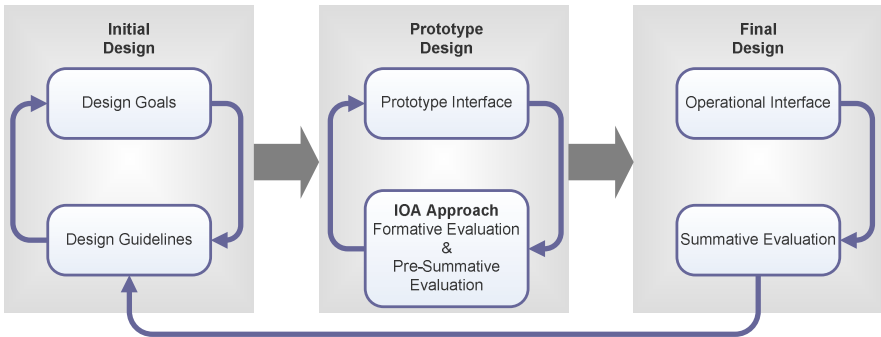 Initial
Design
Design Goals
Design Guidelines
Prototype
Design
Prototype Interface
IOA Approach
Formative Evaluation
&
Pre-Summative
Evaluation
Final
Design
Operational Interface
Summative Evaluation